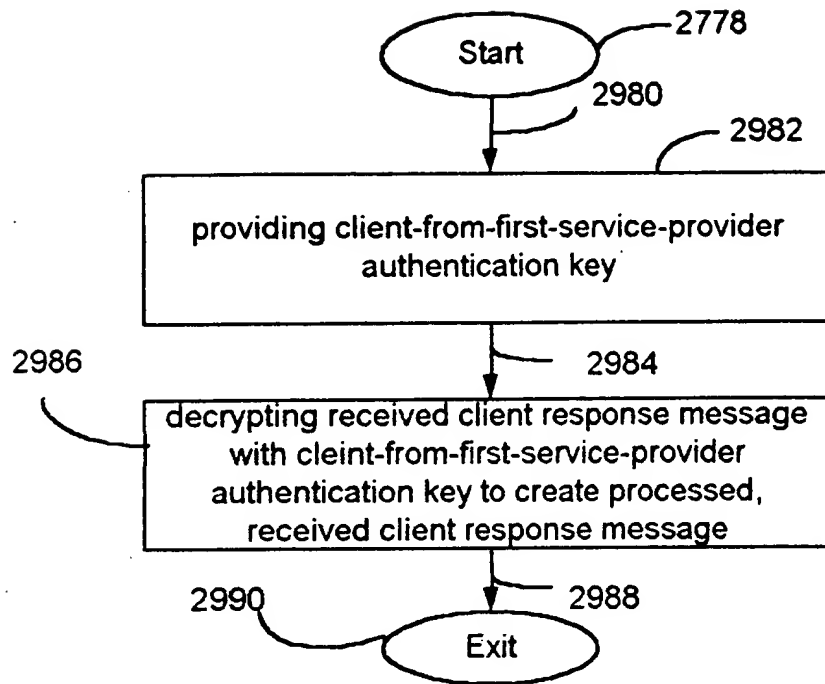 Start
2778
2980
2982
providing client-from-first-service-provider
authentication key
2984
2986
decrypting received client response message
with cleint-from-first-service-provider
authentication key to create processed,
received client response message
2988
2990
Exit